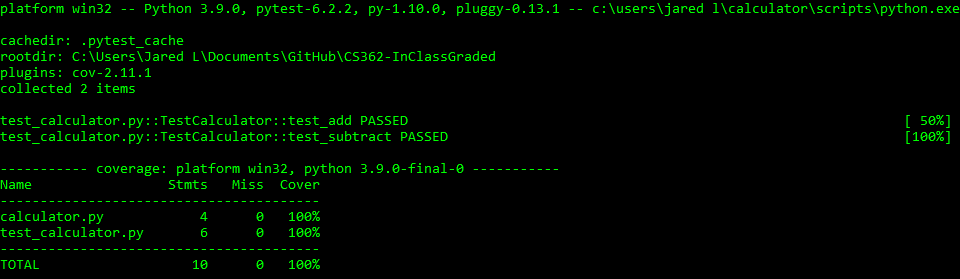 platform win32 -- Python 3.9.0, pytest-6.2.2, py-1.10.0, pluggy-0.13.1 -- c:\users\jared l\calculator\scripts\python.exe
cachedir: .pytest_cache
rootdir: C:\Users\Jared L\Documents\GitHub\CS362-InClassGraded
plugins: cov-2.11.1
collected 2 items
test_calculator.py::TestCalculator::test_add PASSED [ 50%]
test_calculator.py::TestCalculator::test_subtract PASSED [100%]
----------- coverage: platform win32, python 3.9.0-final-0 -----------
Name Stmts Miss Cover
----------------------------------------
calculator.py 4 0 100%
test_calculator.py 6 0 100%
----------------------------------------
TOTAL 10 0 100%